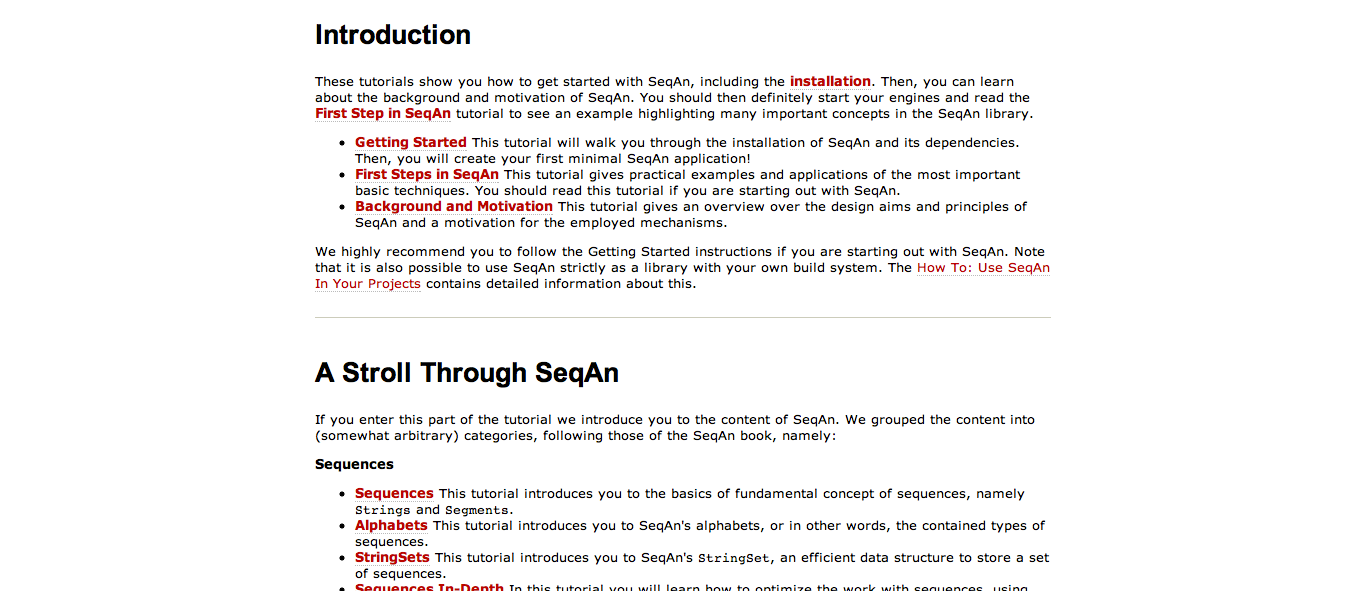 Introduction
These tutorials show you how to get started with SeqAn, including the installation. Then, you can learn
about the background and motivation of SeqAn. You should then definitely start your engines and read the
First Step in SeqAn tutorial to see an example highlighting many important concepts in the SeqAn library.
• Getting Started This tutorial will walk you through the installation of SeqAn and its dependencies.
Then, you will create your first minimal SeqAn application!
• First Steps in SeqAn This tutorial gives practical examples and applications of the most important
basic techniques. You should read this tutorial if you are starting out with SeqAn.
• Background and Motivation This tutorial gives an overview over the design aims and principles of
SeqAn and a motivation for the employed mechanisms.
We highly recommend you to follow the Getting Started instructions if you are starting out with SeqAn. Note
that it is also possible to use SeqAn strictly as a library with your own build system. The How To: Use SeqAn
In Your Projects contains detailed information about this.
A Stroll Through SeqAn
If you enter this part of the tutorial we introduce you to the content of SeqAn. We grouped the content into
(somewhat arbitrary) categories, following those of the SeqAn book, namely:
Sequences
• Sequences This tutorial introduces you to the basics of fundamental concept of sequences, namely
Strings and Segments.
• Alphabets This tutorial introduces you to SeqAn's alphabets, or in other words, the contained types of
sequences.
• StringSets This tutorial introduces you to SeqAn's StringSet, an efficient data structure to store a set
of sequences.
• Sequences In-Depth In this tutorial you will learn how to optimize the work with sequences, using